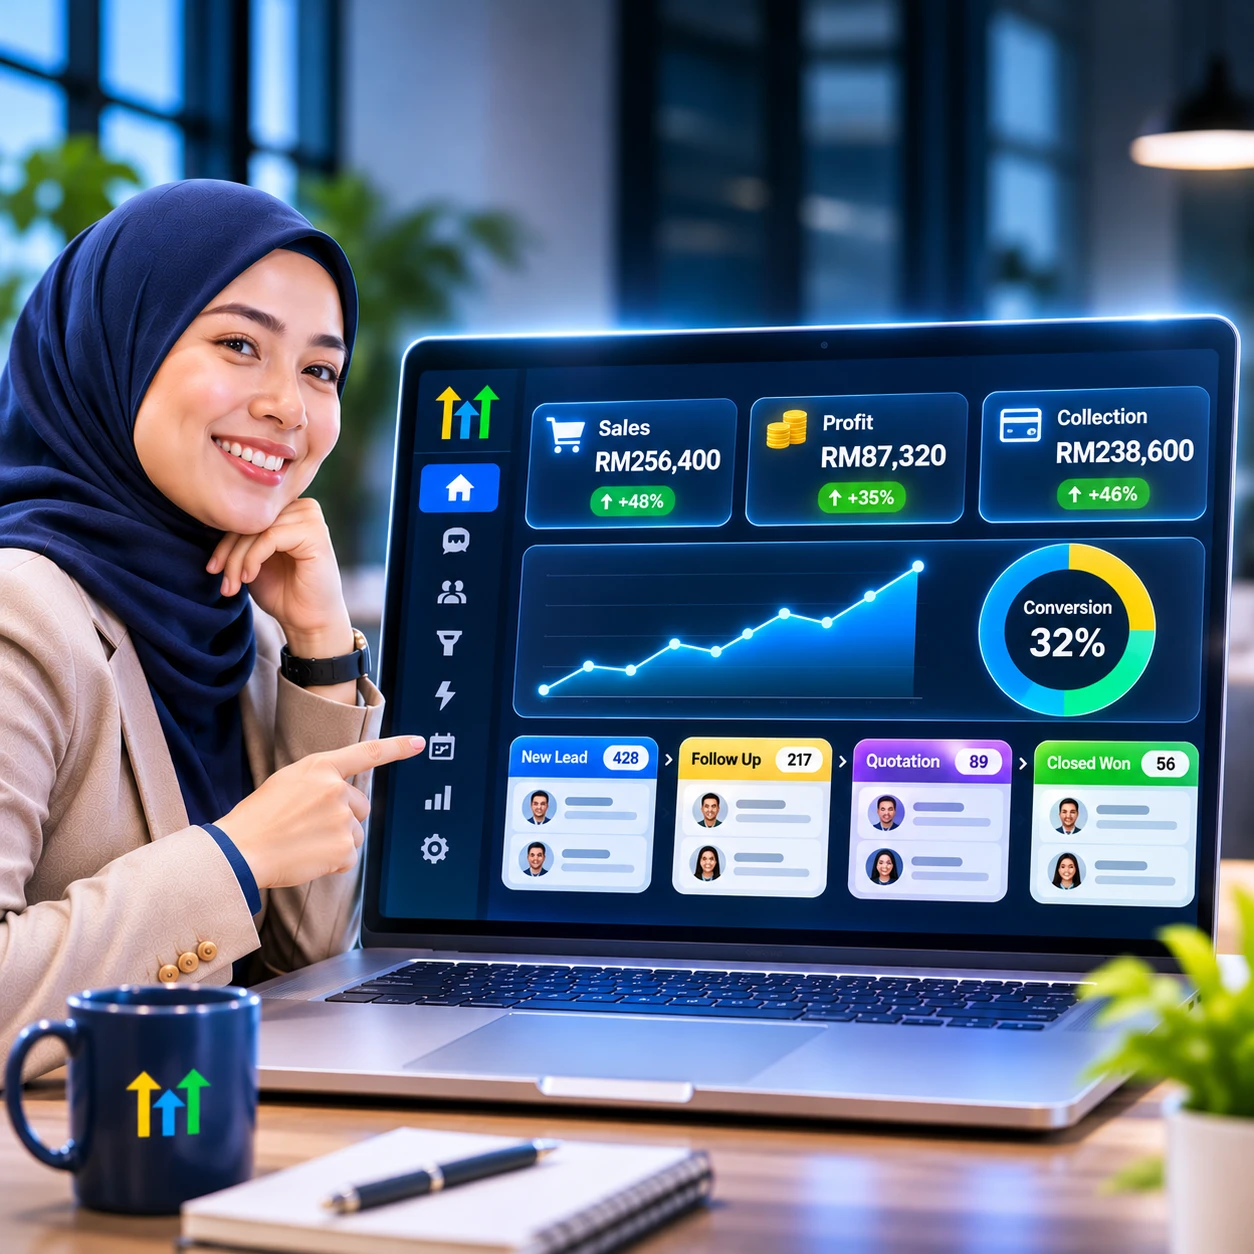 Sales
RM256,400
+48%
Profit
RM87,320
+35%
Collection
RM238,600
+46%
Conversion
32%
New Lead 428
Follow Up 217
Quotation 89
Closed Won 56